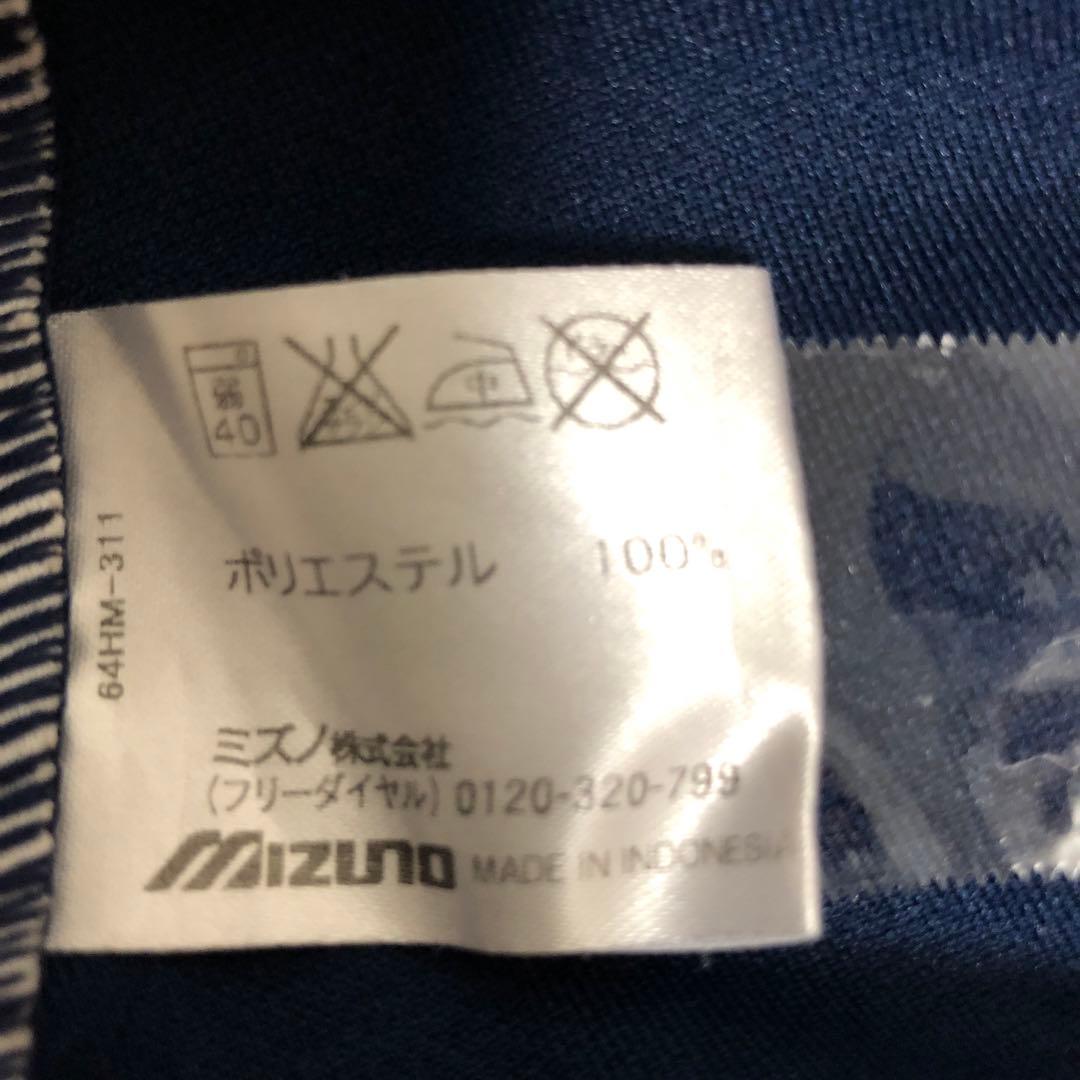 弱
40
中
64HM-311
ポリエステル 100%
ミズノ株式会社
(フリーダイヤル) 0120-320-799
MIZUNO MADE IN INDONESIA